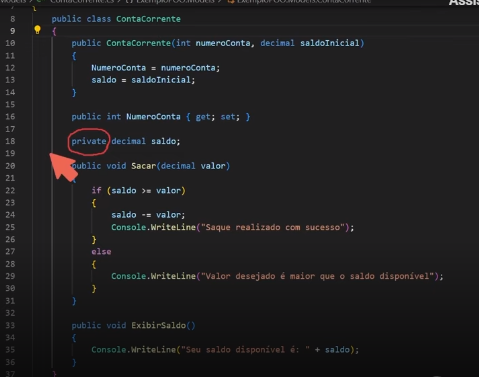 ContaCorrente.cs ExemploPOO.Models ExemploPOO.Models.ContaCorrente
8 public class ContaCorrente
9 {
10 public ContaCorrente(int numeroConta, decimal saldoInicial)
11 {
12 NumeroConta = numeroConta;
13 saldo = saldoInicial;
14 }
15
16 public int NumeroConta { get; set; }
17
18 private decimal saldo;
19
20 public void Sacar(decimal valor)
21 {
22 if (saldo >= valor)
23 {
24 saldo -= valor;
25 Console.WriteLine("Saque realizado com sucesso");
26 }
27 else
28 {
29 Console.WriteLine("Valor desejado é maior que o saldo disponível");
30 }
31 }
32
33 public void ExibirSaldo()
34 {
35 Console.WriteLine("Seu saldo disponível é: " + saldo);
36 }
37 }